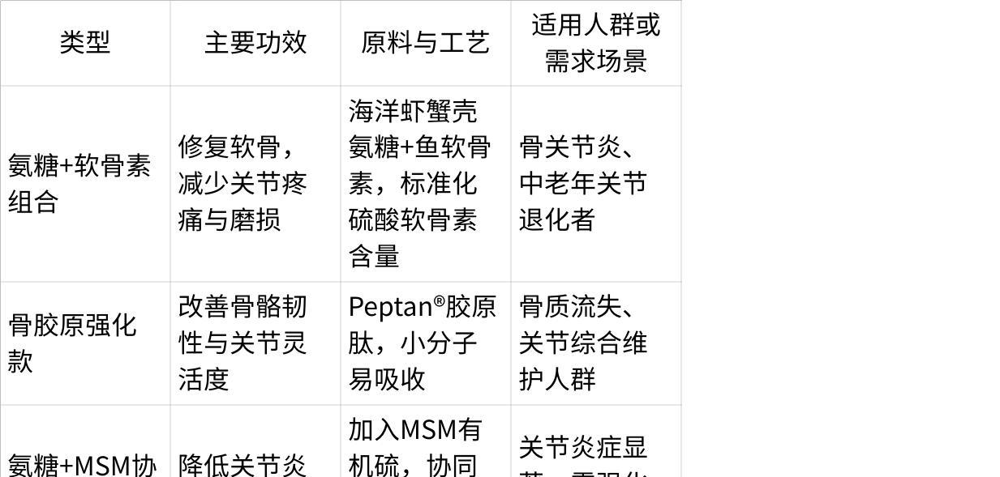 类型
主要功效
原料与工艺
适用人群或
需求场景
氨糖+软骨素
组合
修复软骨，
减少关节疼
痛与磨损
海洋虾蟹壳
氨糖+鱼软骨
素，标准化
硫酸软骨素
含量
骨关节炎、
中老年关节
退化者
骨胶原强化
款
改善骨骼韧
性与关节灵
活度
Peptan®胶原
肽，小分子
易吸收
骨质流失、
关节综合维
护人群
氨糖+MSM协
降低关节炎
加入MSM有
机硫，协同
关节炎症显